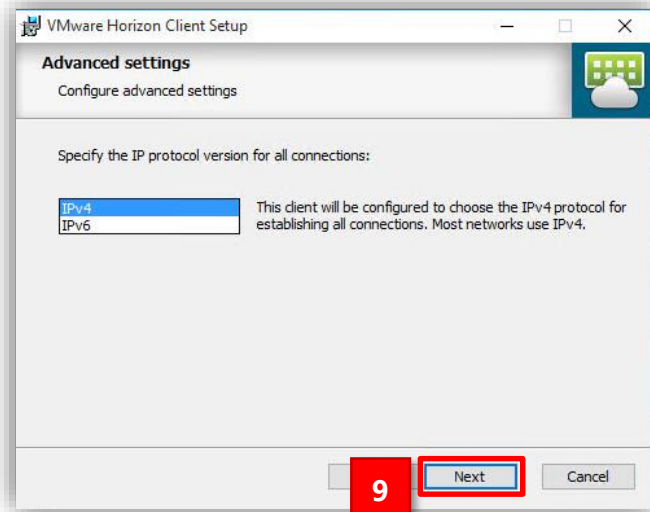 VMware Horizon Client Setup
Advanced settings
Configure advanced settings
Specify the IP protocol version for all connections:
IPv4
IPv6
This client will be configured to choose the IPv4 protocol for
establishing all connections. Most networks use IPv4.
9
Next
Cancel